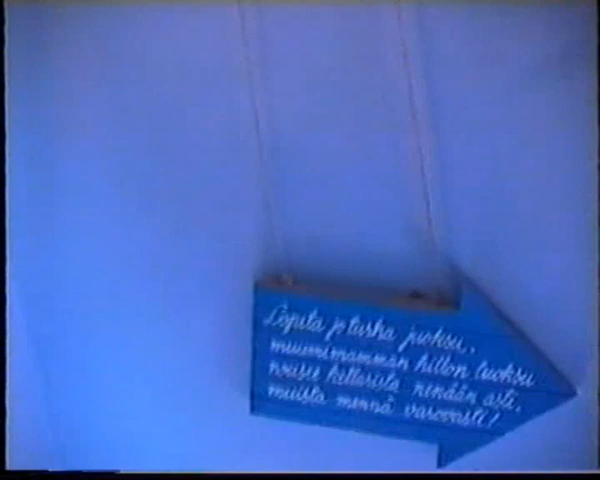 Lopeta jo turha juoksu,
muumimamman hillon tuoksu
nousee kellarista nenään asti,
muista mennä varovasti!